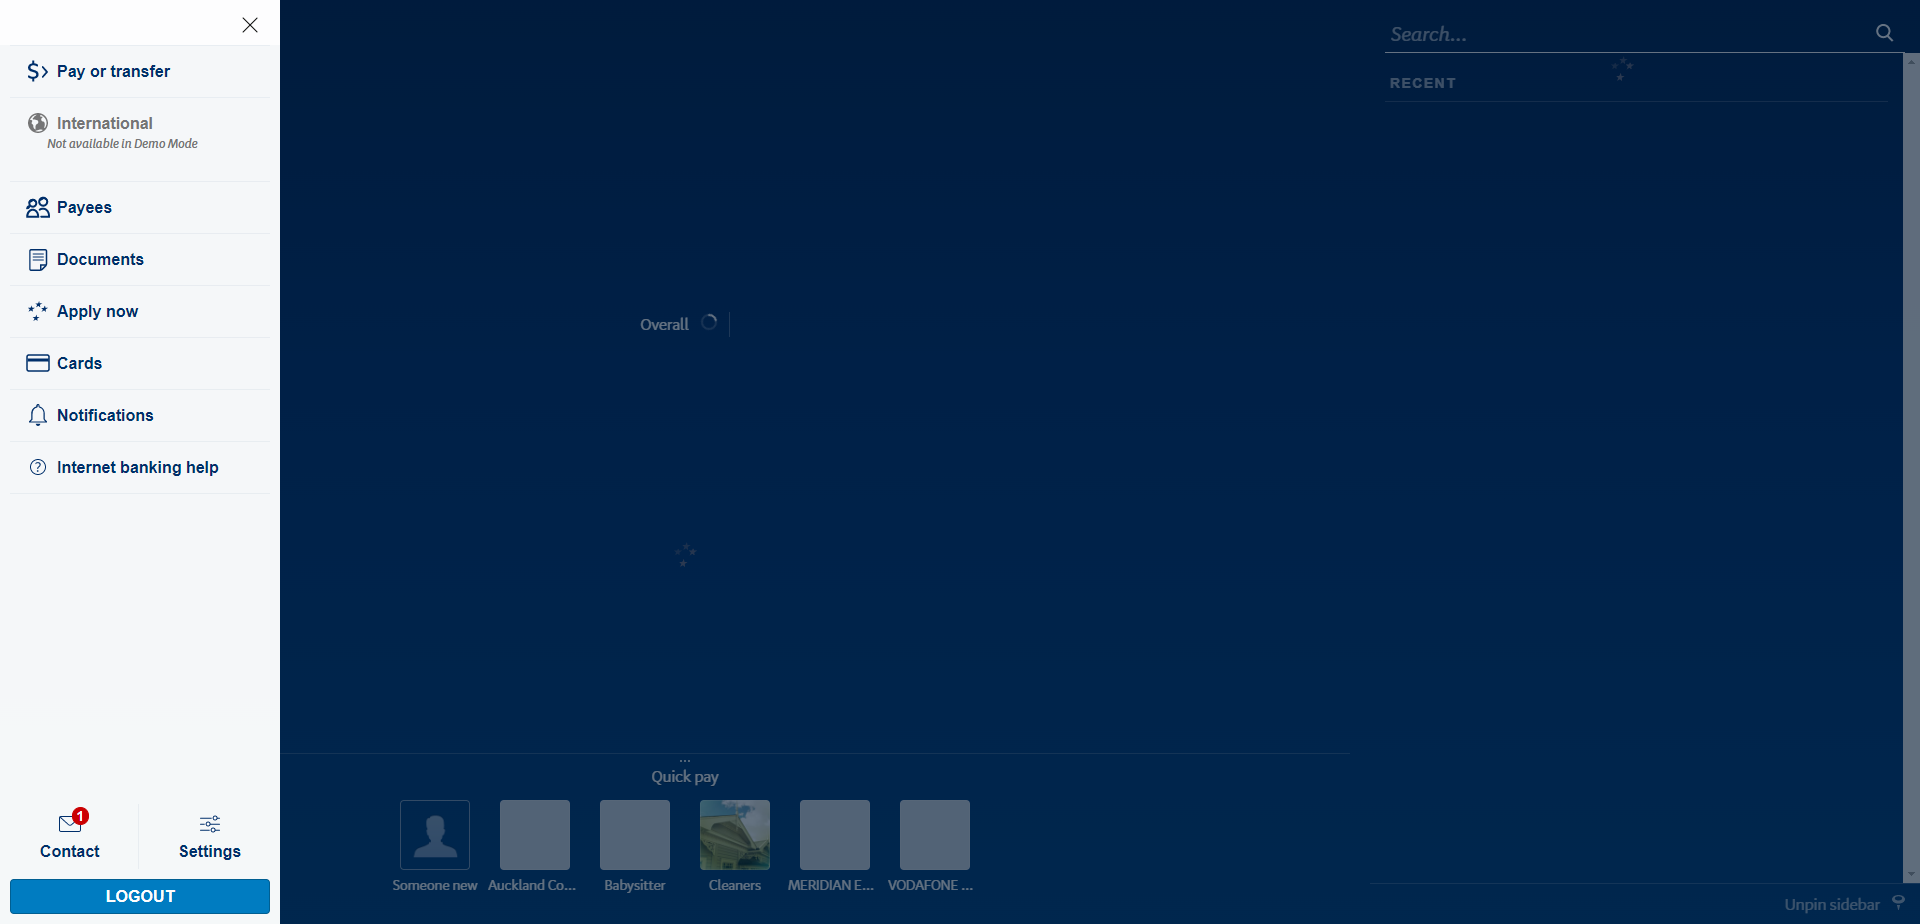 Pay or transfer
International
Not available in Demo Mode
Payees
Documents
Apply now
Cards
Notifications
Internet banking help
1
Contact
Settings
LOGOUT
Overall
...
Quick pay
Someone new
Auckland Co...
Babysitter
Cleaners
MERIDIAN E...
VODAFONE ...
Search...
RECENT
Unpin sidebar